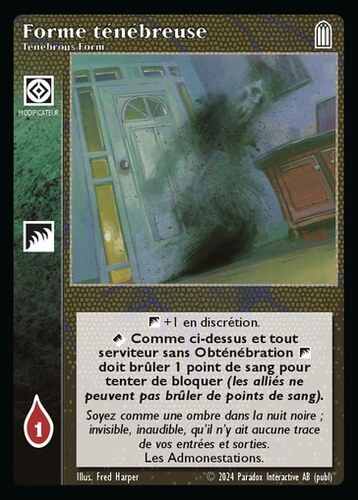 Forme ténébreuse
Tenebrous Form
MODIFICATEUR
+1 en discrétion.
Comme ci-dessus et tout
serviteur sans Obténébration
doit brûler 1 point de sang pour
tenter de bloquer (les alliés ne
peuvent pas brûler de points de sang).
Soyez comme une ombre dans la nuit noire ;
invisible, inaudible, qu'il n'y ait aucune trace
de vos entrées et sorties.
Les Admonestations.
1
Illus. Fred Harper
© 2024 Paradox Interactive AB (publ)